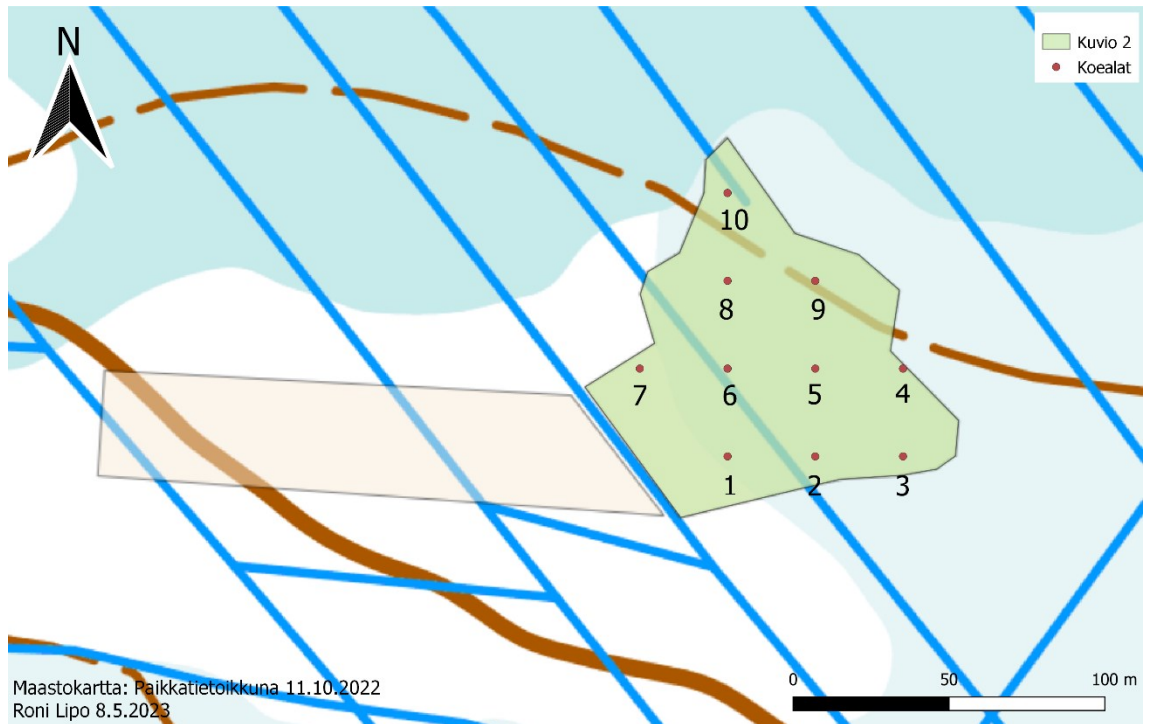 N
Kuvio 2
Koealat
10
8
9
7
6
5
4
1
2
3
0 50 100 m
Maastokartta: Paikkatietoikkuna 11.10.2022
Roni Lipo 8.5.2023